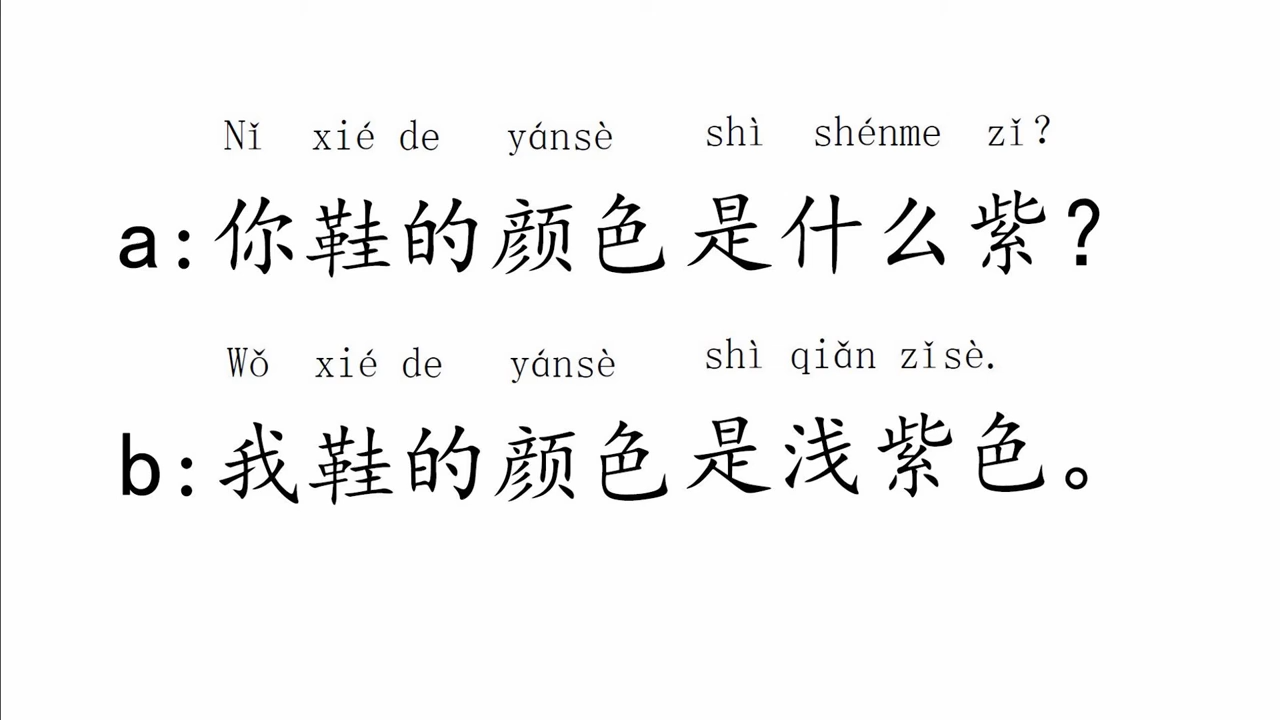 Nǐ xié de yánsè shì shénme zǐ?
a:你鞋的颜色是什么紫?
Wǒ xié de yánsè shì qiǎn zǐsè.
b:我鞋的颜色是浅紫色。